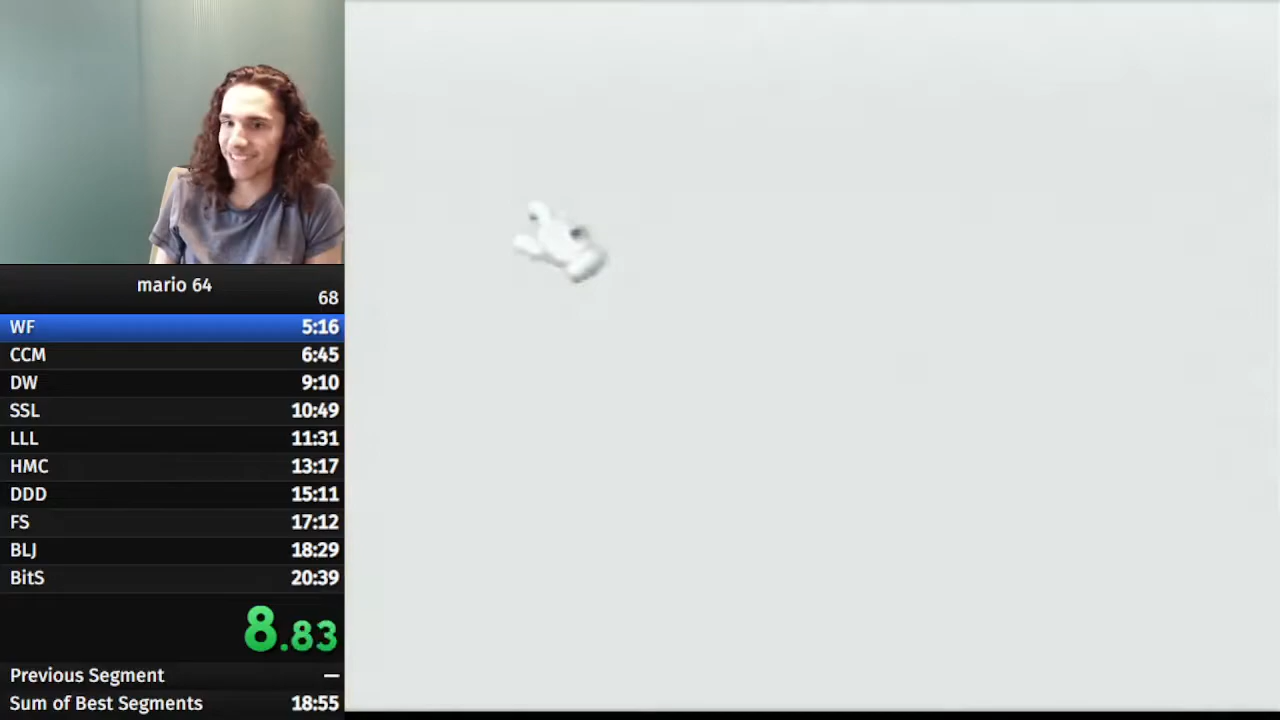 mario 64
68
WF 5:16
CCM 6:45
DW 9:10
SSL 10:49
LLL 11:31
HMC 13:17
DDD 15:11
FS 17:12
BLJ 18:29
BitS 20:39
8.83
Previous Segment —
Sum of Best Segments 18:55